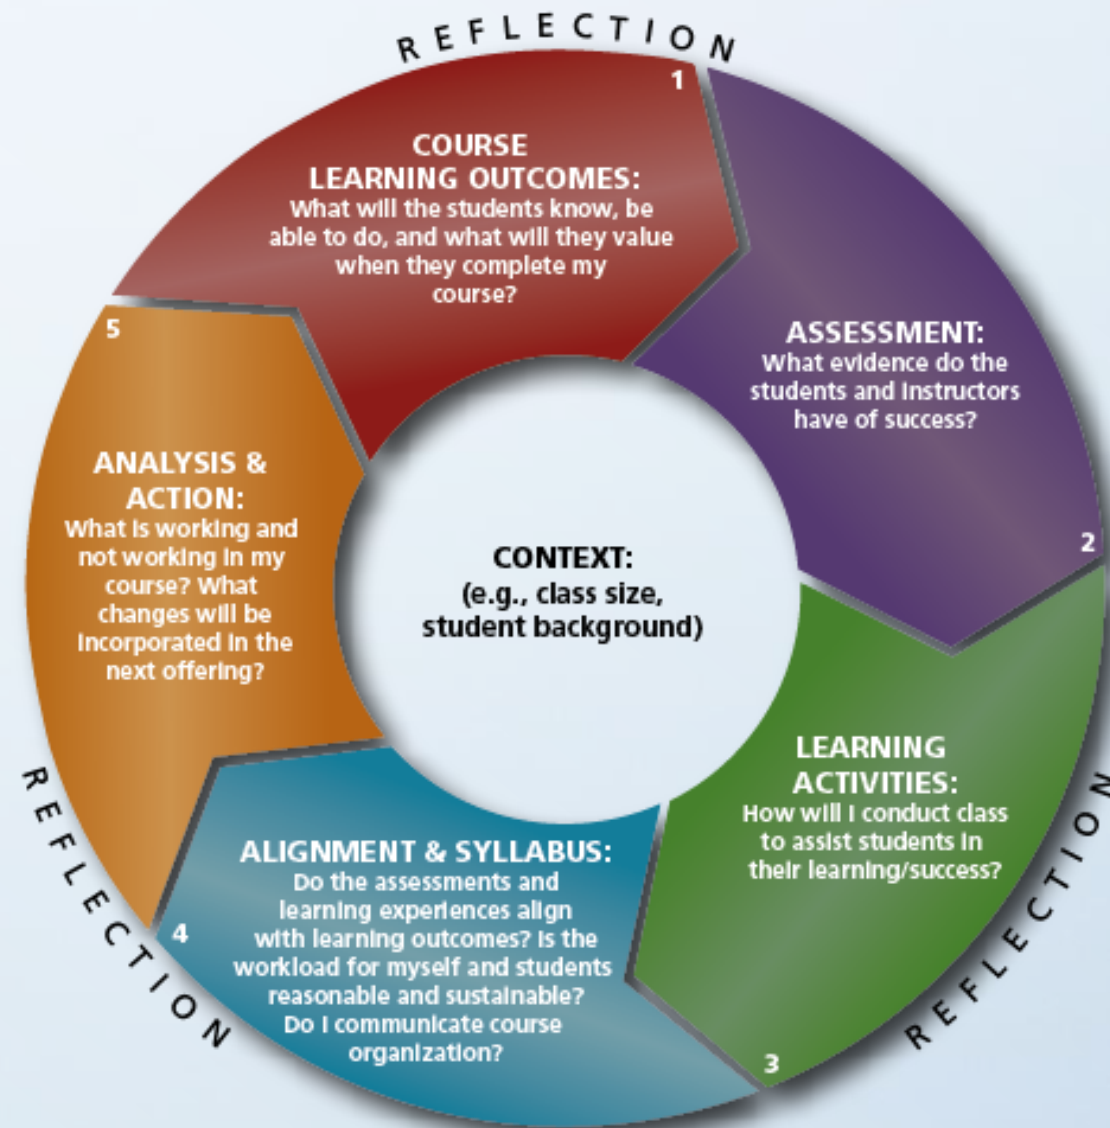 REFLECTION
1
COURSE
LEARNING OUTCOMES:
What will the students know, be
able to do, and what will they value
when they complete my
course?
ASSESSMENT:
What evidence do the
students and instructors
have of success?
2
LEARNING
ACTIVITIES:
How will I conduct class
to assist students in
their learning/success?
3
REFLECTION
ALIGNMENT & SYLLABUS:
Do the assessments and
learning experiences align
with learning outcomes? Is the
workload for myself and students
reasonable and sustainable?
Do I communicate course
organization?
4
REFLECTION
5
ANALYSIS &
ACTION:
What is working and
not working in my
course? What
changes will be
incorporated in the
next offering?
CONTEXT:
(e.g., class size,
student background)